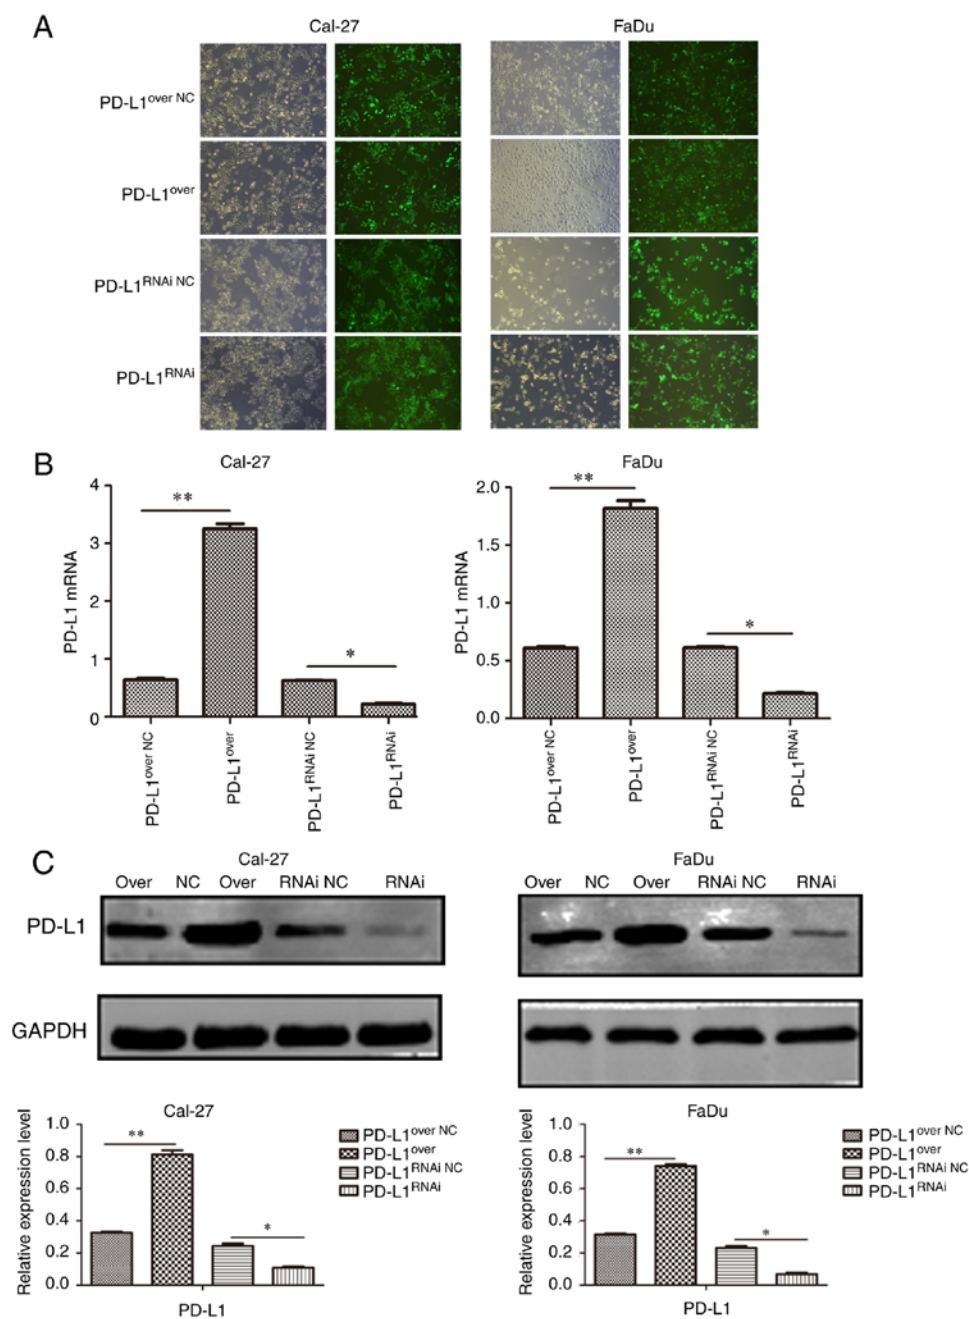 A
Cal-27
FaDu
PD-L1over NC
PD-L1over
PD-L1RNAi NC
PD-L1RNAi
B
Cal-27
FaDu
PD-L1 mRNA
4
3
2
1
0
**
*
PD-L1over NC
PD-L1over
PD-L1RNAi NC
PD-L1RNAi
PD-L1 mRNA
2.0
1.5
1.0
0.5
0.0
**
*
PD-L1over NC
PD-L1over
PD-L1RNAi NC
PD-L1RNAi
C
Cal-27
FaDu
Over NC Over RNAi NC RNAi
Over NC Over RNAi NC RNAi
PD-L1
GAPDH
Cal-27
Relative expression level
1.0
0.8
0.6
0.4
0.2
0.0
**
*
PD-L1
PD-L1over NC
PD-L1over
PD-L1RNAi NC
PD-L1RNAi
FaDu
Relative expression level
1.0
0.8
0.6
0.4
0.2
0.0
**
*
PD-L1
PD-L1over NC
PD-L1over
PD-L1RNAi NC
PD-L1RNAi